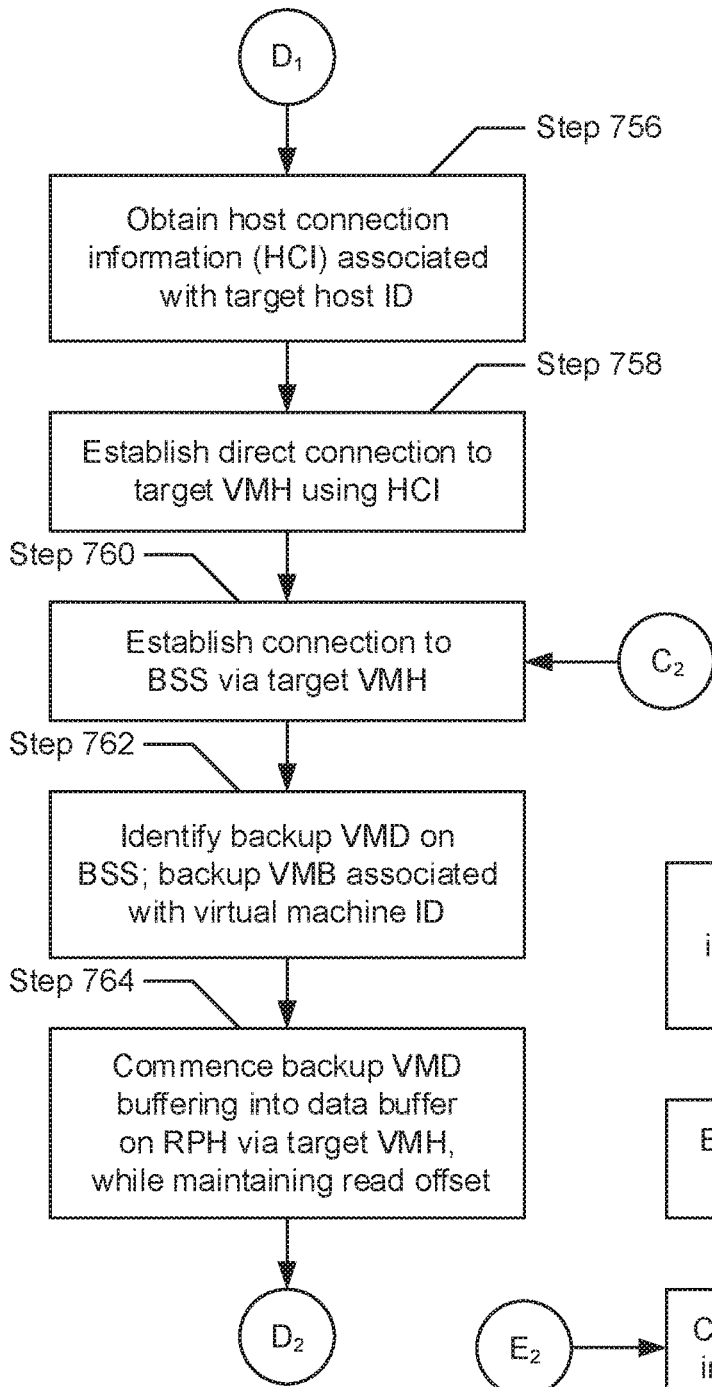 D₁
Step 756
Obtain host connection
information (HCI) associated
with target host ID
Step 758
Establish direct connection to
target VMH using HCI
Step 760
Establish connection to
BSS via target VMH
C₂
Step 762
Identify backup VMD on
BSS; backup VMB associated
with virtual machine ID
Step 764
Commence backup VMD
buffering into data buffer
on RPH via target VMH,
while maintaining read offset
D₂
E₂